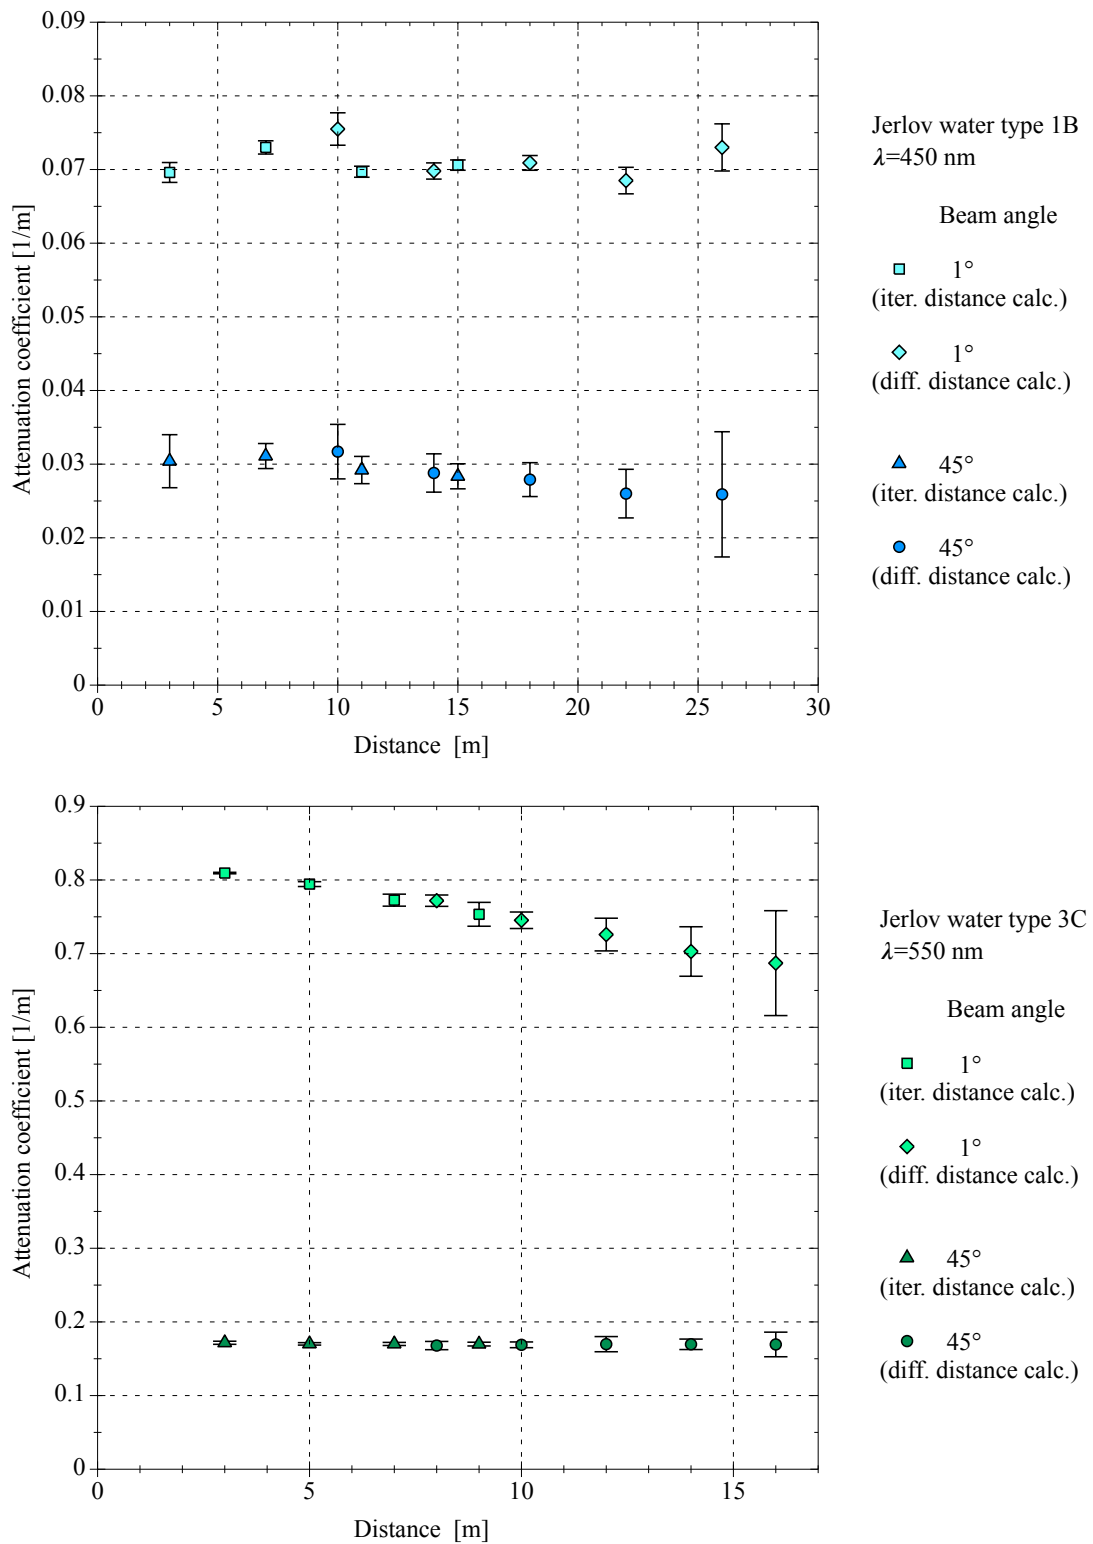 0.09
0.08
0.07
0.06
0.05
0.04
0.03
0.02
0.01
0
Attenuation coefficient [1/m]
0 5 10 15 20 25 30
Distance [m]
Jerlov water type 1B
λ=450 nm
Beam angle
1°
(iter. distance calc.)
1°
(diff. distance calc.)
45°
(iter. distance calc.)
45°
(diff. distance calc.)
0.9
0.8
0.7
0.6
0.5
0.4
0.3
0.2
0.1
0
Attenuation coefficient [1/m]
0 5 10 15
Distance [m]
Jerlov water type 3C
λ=550 nm
Beam angle
1°
(iter. distance calc.)
1°
(diff. distance calc.)
45°
(iter. distance calc.)
45°
(diff. distance calc.)